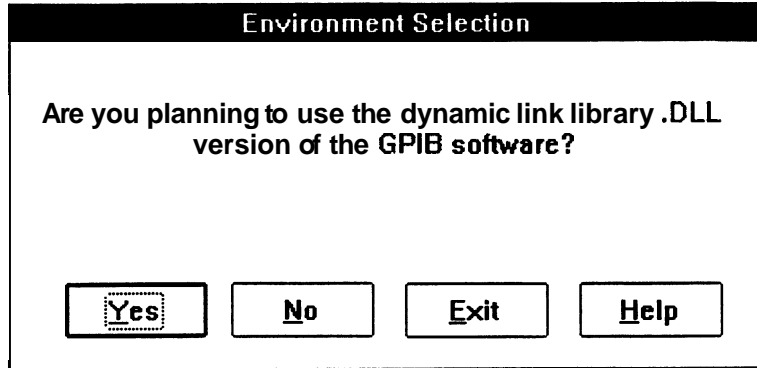 Environment Selection
Are you planning to use the dynamic link library .DLL
version of the GPIB software?
Yes
No
Exit
Help